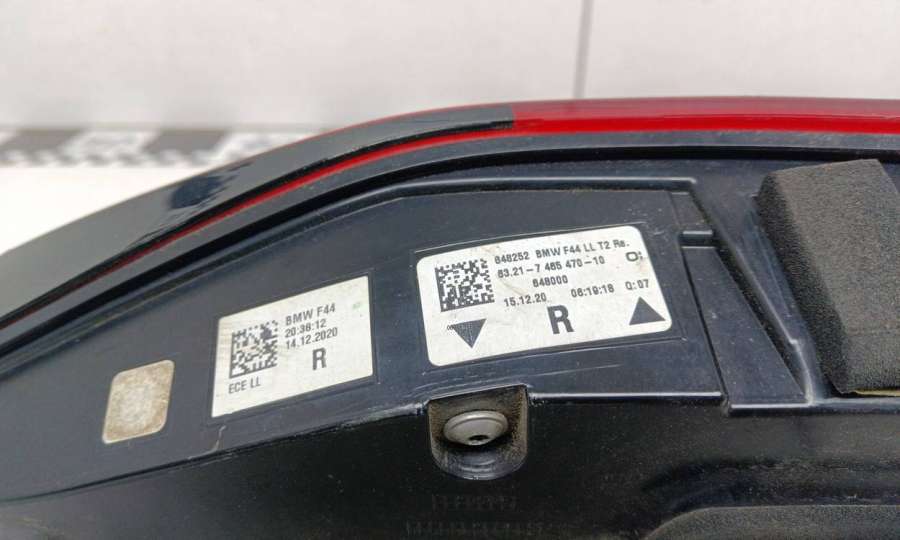 BMW F44
20:38:12
14.12.2020
R
ECE LL
848252 BMW F44 LL T2 Re.
63.21-7 465 470-10
848000
15.12.20 06:19:18 Q:07
R